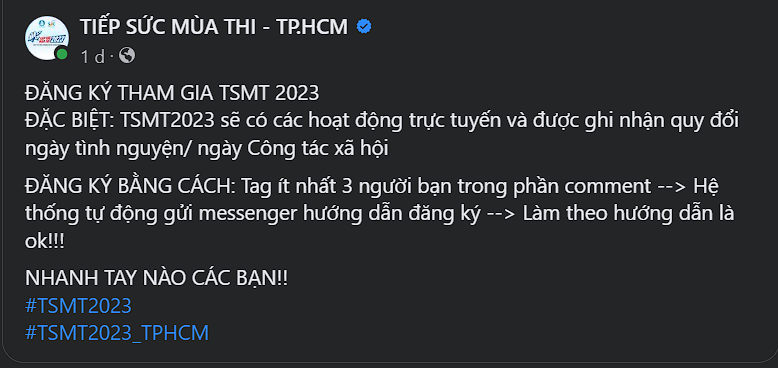 TIẾP SỨC MÙA THI - TP.HCM
1 d ·
ĐĂNG KÝ THAM GIA TSMT 2023
ĐẶC BIỆT: TSMT2023 sẽ có các hoạt động trực tuyến và được ghi nhận quy đổi
ngày tình nguyện/ ngày Công tác xã hội
ĐĂNG KÝ BẰNG CÁCH: Tag ít nhất 3 người bạn trong phần comment --> Hệ
thống tự động gửi messenger hướng dẫn đăng ký --> Làm theo hướng dẫn là
ok!!!
NHANH TAY NÀO CÁC BẠN!!
#TSMT2023
#TSMT2023_TPHCM